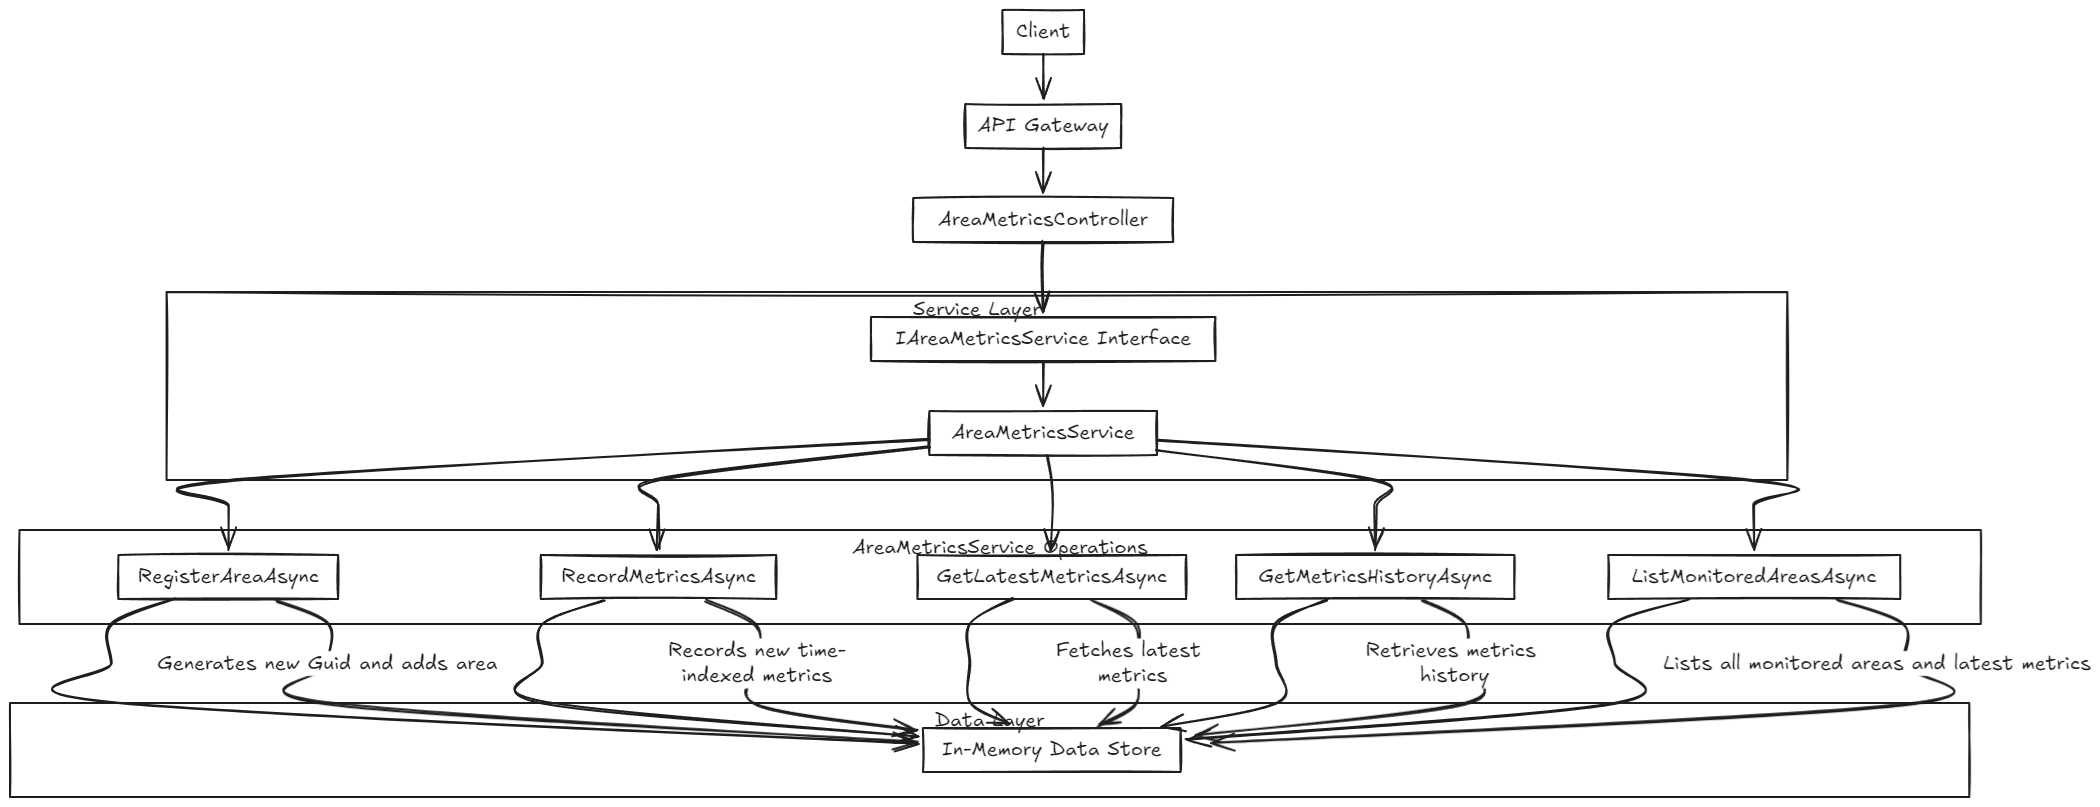 Client
API Gateway
AreaMetricsController
Service Layer
IAreaMetricsService Interface
AreaMetricsService
AreaMetricsService Operations
RegisterAreaAsync
RecordMetricsAsync
GetLatestMetricsAsync
GetMetricsHistoryAsync
ListMonitoredAreasAsync
Generates new Guid and adds area
Records new time-
indexed metrics
Fetches latest
metrics
Retrieves metrics
history
Lists all monitored areas and latest metrics
Data Layer
In-Memory Data Store